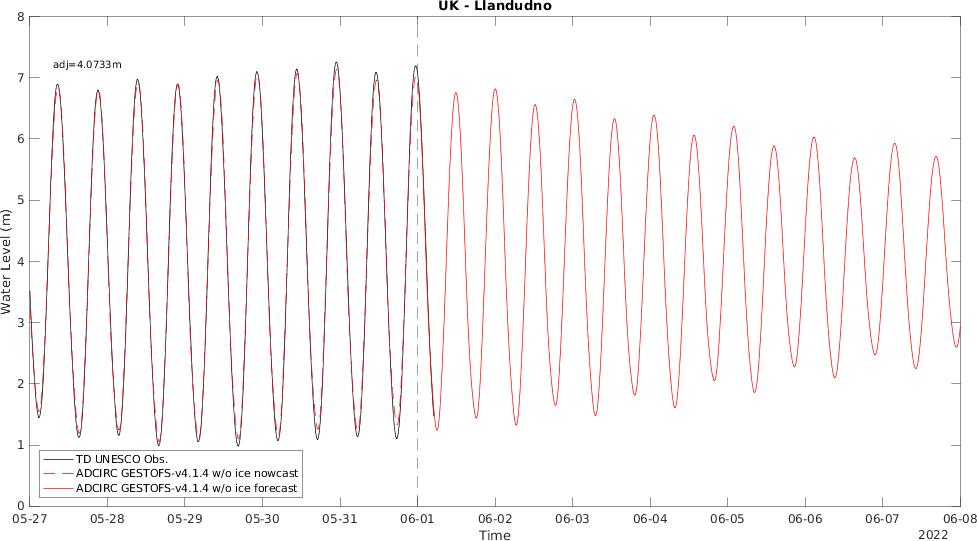 UK - Llandudno
8
7
6
5
4
3
2
1
0
Water Level (m)
adj=4.0733m
TD UNESCO Obs.
ADCIRC GESTOFS-v4.1.4 w/o ice nowcast
ADCIRC GESTOFS-v4.1.4 w/o ice forecast
05-27 05-28 05-29 05-30 05-31 06-01 06-02 06-03 06-04 06-05 06-06 06-07 06-08
Time
2022